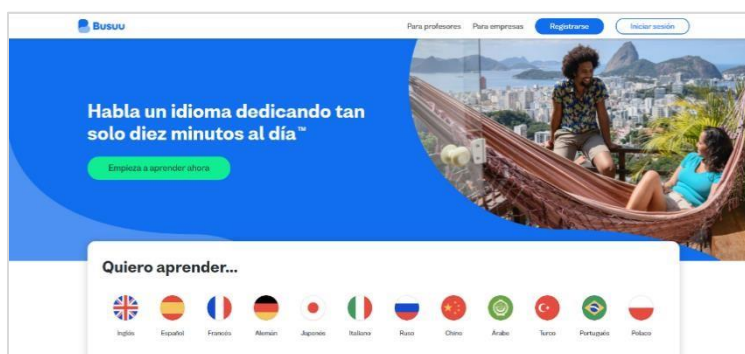 Busuu
Para profesores Para empresas Registrarse Iniciar sesión
Habla un idioma dedicando tan
solo diez minutos al día™
Empieza a aprender ahora
Quiero aprender...
Inglés Español Francés Alemán Japonés Italiano Ruso Chino Árabe Turco Portugués Polaco